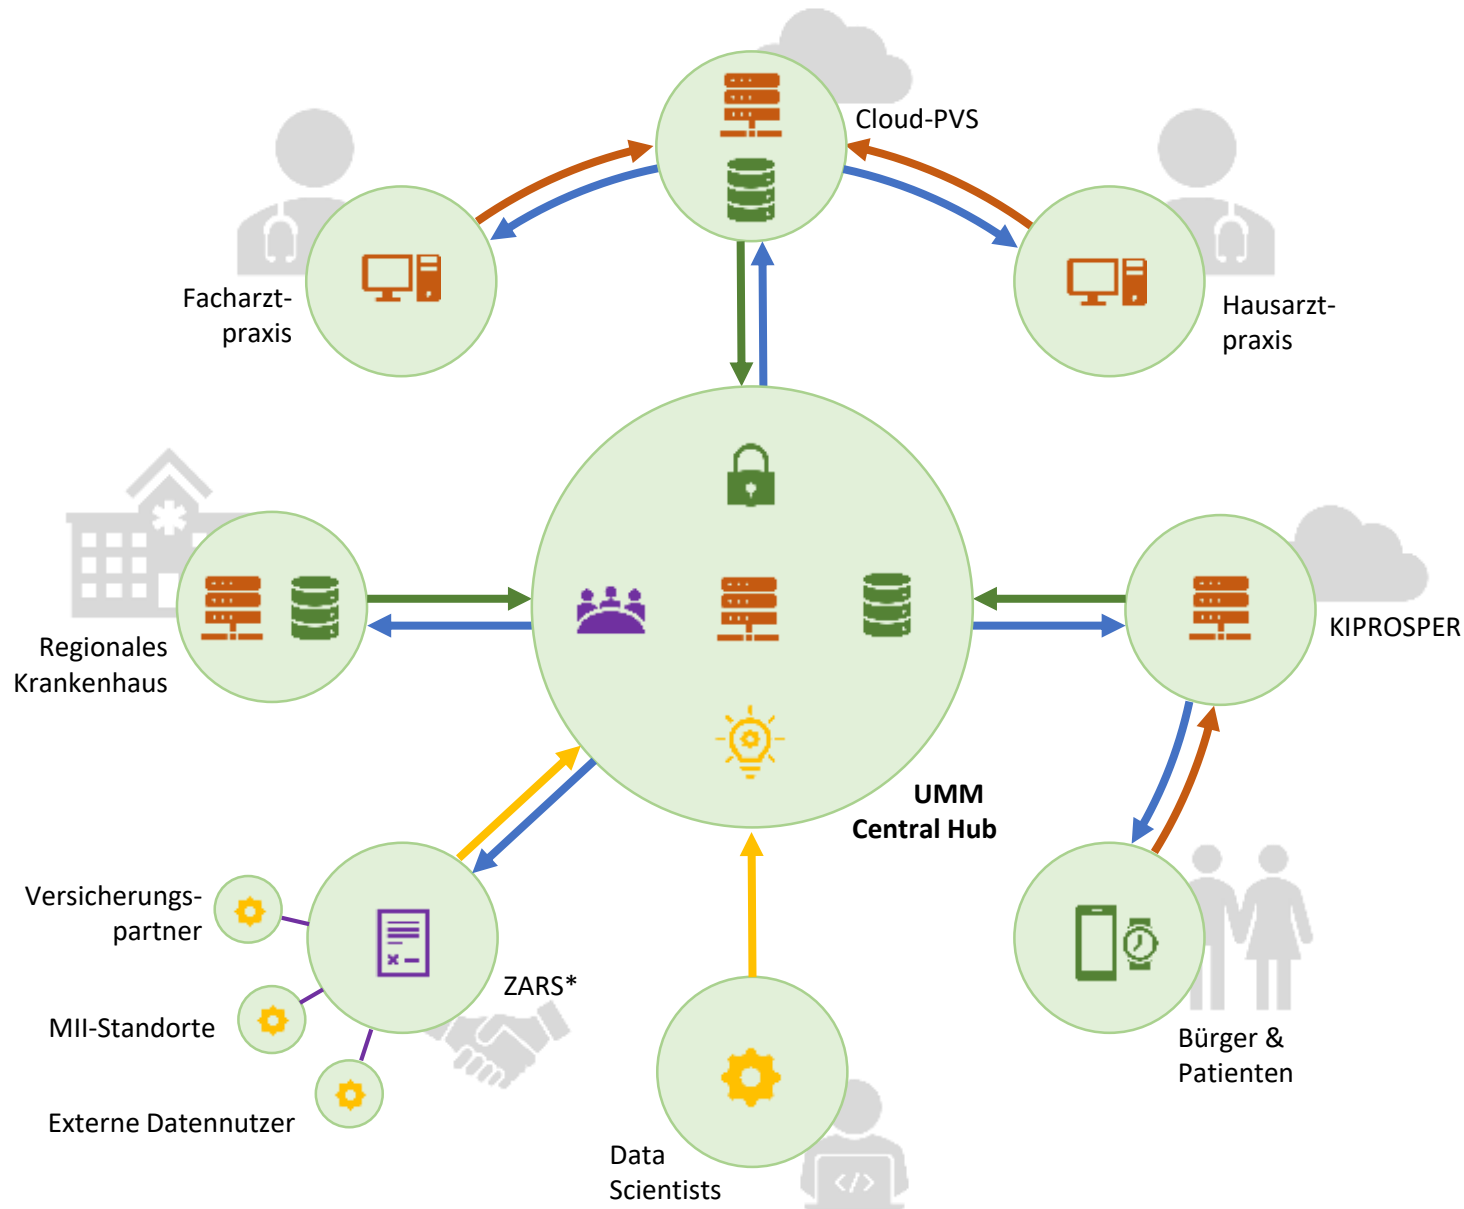 Cloud-PVS
Facharzt-
praxis
Hausarzt-
praxis
Regionales
Krankenhaus
KIPROSPER
UMM
Central Hub
Versicherungs-
partner
ZARS*
MII-Standorte
Bürger &
Patienten
Externe Datennutzer
Data
Scientists
</>